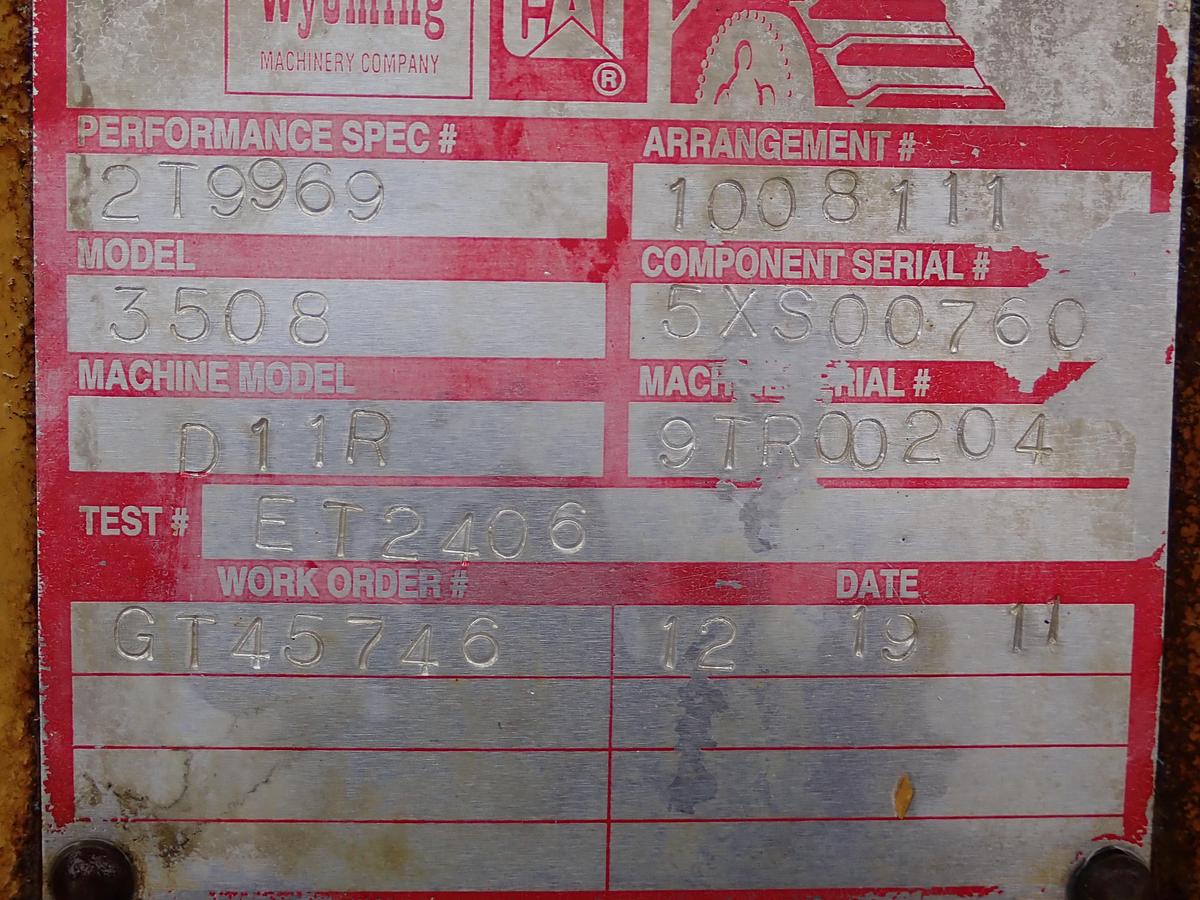 Wyoming
MACHINERY COMPANY
CAT ®
PERFORMANCE SPEC # ARRANGEMENT #
2T9969 1008111
MODEL COMPONENT SERIAL #
3508 5XS00760
MACHINE MODEL
D11R 9TR00204
TEST # ET2406
WORK ORDER # DATE
GT45746 12 19 11